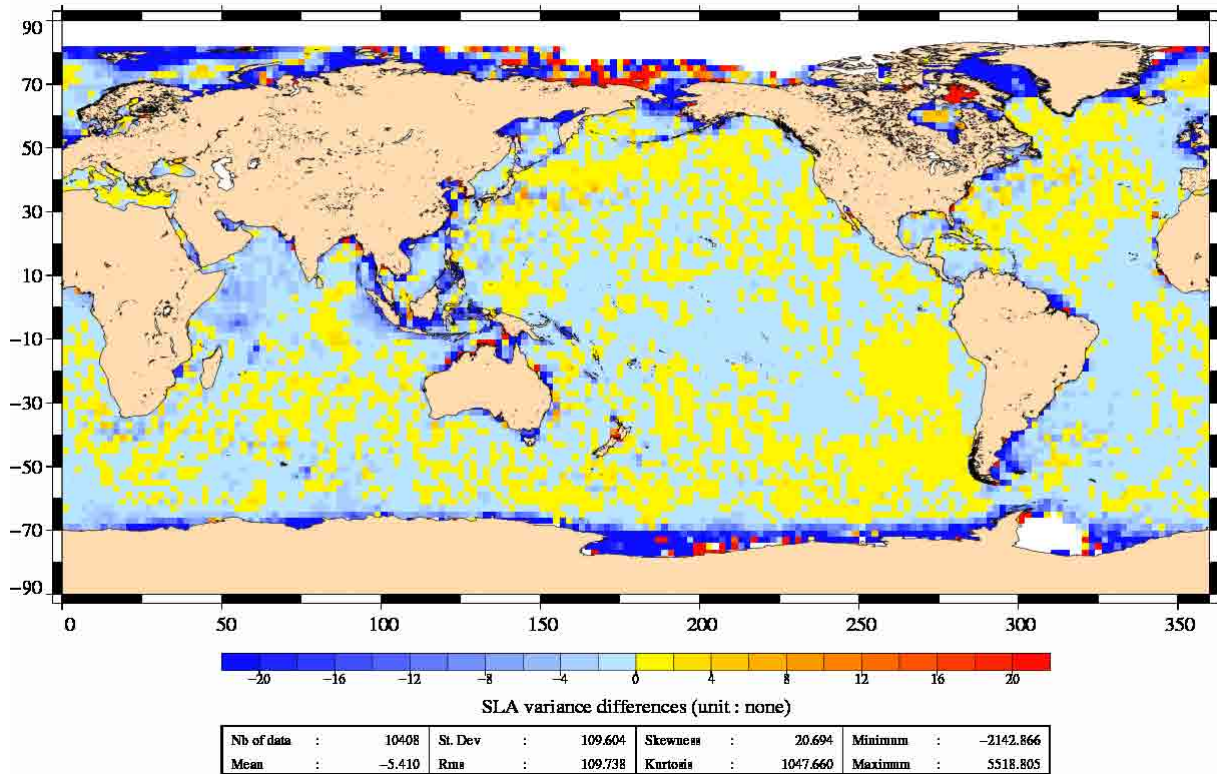 90
70
50
30
10
−10
−30
−50
−70
−90
0 50 100 150 200 250 300 350
−20 −16 −12 −8 −4 0 4 8 12 16 20
SLA variance differences (unit : none)
Nb of data : 10408 St. Dev : 109.604 Skewness : 20.694 Minimum : −2142.866
Mean : −5.410 Rms : 109.738 Kurtosis : 1047.660 Maximum : 5518.805